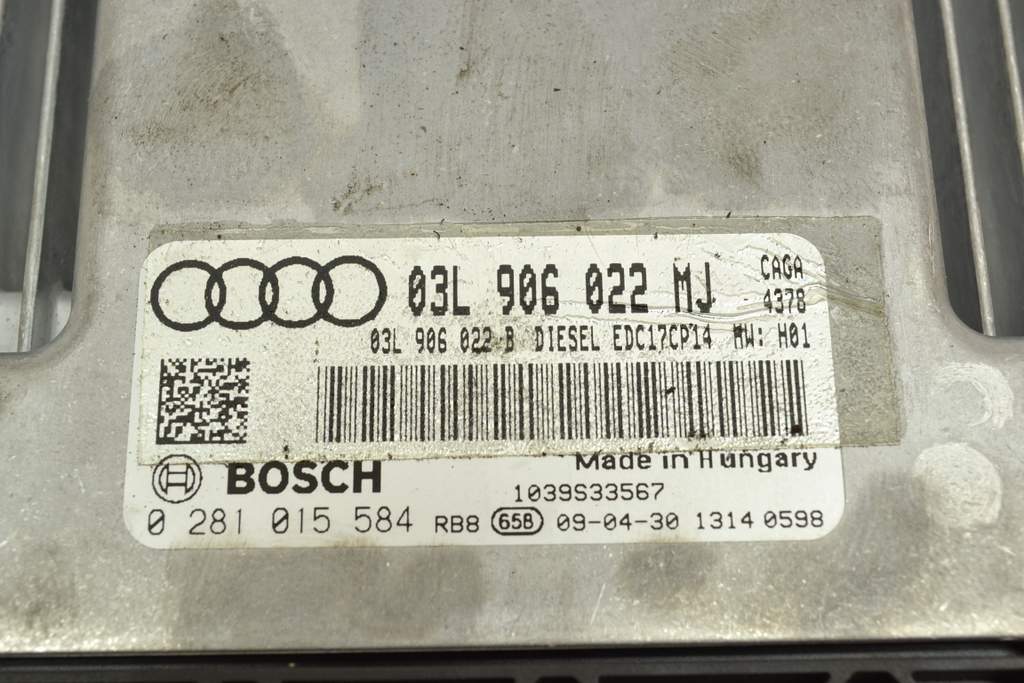 03L 906 022 MJ CAGA
4378
03L 906 022 B DIESEL EDC17CP14 HW: H01
BOSCH Made in Hungary
1039S33567
0 281 015 584 RB8 65B 09-04-30 1314 0598